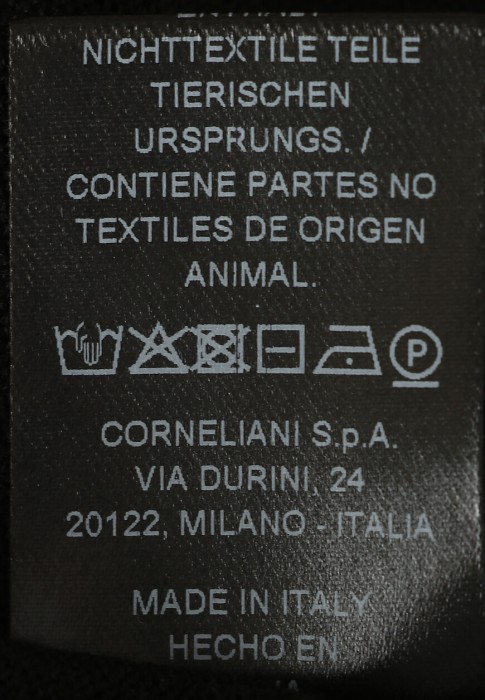 ENTHÄLT
NICHTTEXTILE TEILE
TIERISCHEN
URSPRUNGS. /
CONTIENE PARTES NO
TEXTILES DE ORIGEN
ANIMAL.
P
CORNELIANI S.p.A.
VIA DURINI, 24
20122, MILANO - ITALIA
MADE IN ITALY
HECHO EN